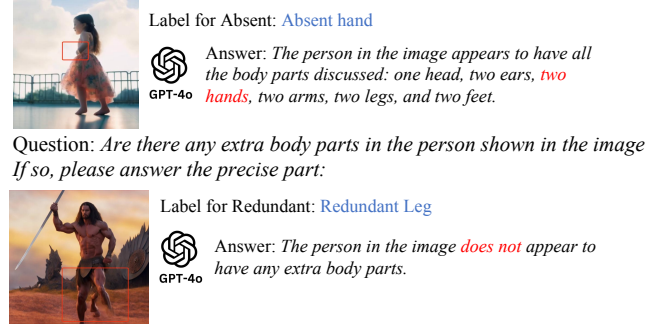 Label for Absent: Absent hand
Answer: The person in the image appears to have all
the body parts discussed: one head, two ears, two
hands, two arms, two legs, and two feet.
GPT-4o
Question: Are there any extra body parts in the person shown in the image
If so, please answer the precise part:
Label for Redundant: Redundant Leg
Answer: The person in the image does not appear to
have any extra body parts.
GPT-4o